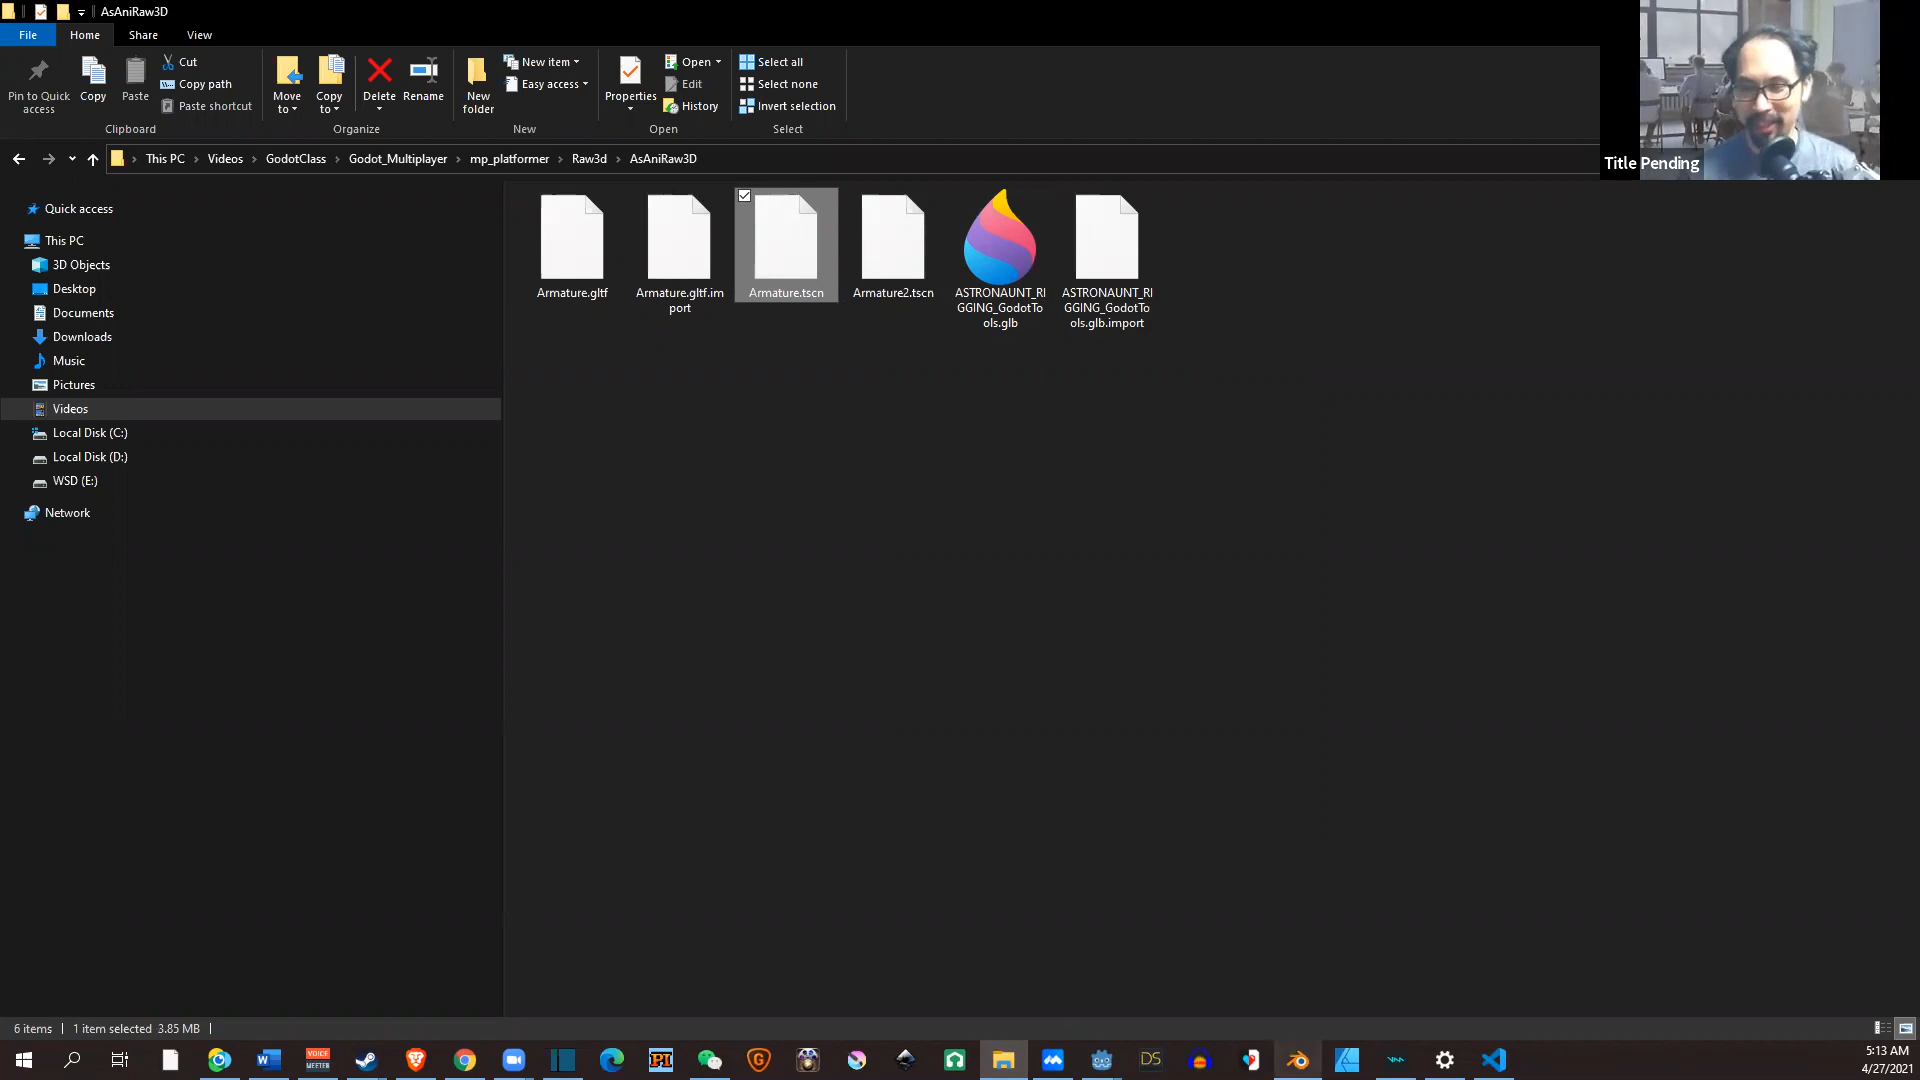 AsAniRaw3D
File Home Share View
Pin to Quick access
Copy
Paste
Cut
Copy path
Paste shortcut
Clipboard
Move to
Copy to
Delete
Rename
Organize
New folder
New item
Easy access
New
Properties
Open
Edit
History
Open
Select all
Select none
Invert selection
Select
This PC > Videos > GodotClass > Godot_Multiplayer > mp_platformer > Raw3d > AsAniRaw3D
Title Pending
Quick access
This PC
3D Objects
Desktop
Documents
Downloads
Music
Pictures
Videos
Local Disk (C:)
Local Disk (D:)
WSD (E:)
Network
Armature.gltf
Armature.gltf.im
port
Armature.tscn
Armature2.tscn
ASTRONAUNT_RI
GGING_GodotTo
ols.glb
ASTRONAUNT_RI
GGING_GodotTo
ols.glb.import
6 items
1 item selected 3.85 MB
VOICE
MEETER
DS
5:13 AM
4/27/2021